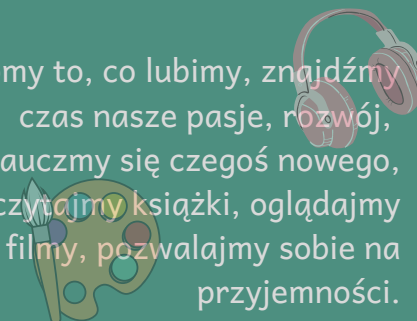 my to, co lubimy, znajdźmy
czas nasze pasje, rozwój,
auczmy się czegoś nowego,
czytajmy książki, oglądajmy
filmy, pozwalajmy sobie na
przyjemności.